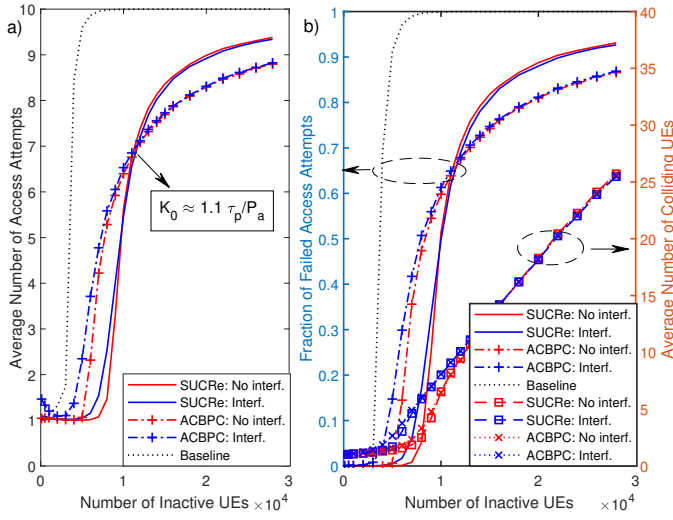 a)
Average Number of Access Attempts
10
9
8
7
6
5
4
3
2
1
0
K₀ ≈ 1.1 τₚ/Pₐ
SUCRe: No interf.
SUCRe: Interf.
ACBPC: No interf.
ACBPC: Interf.
Baseline
0 1 2 3
Number of Inactive UEs ×10⁴
b)
Fraction of Failed Access Attempts
1
0.9
0.8
0.7
0.6
0.5
0.4
0.3
0.2
0.1
0
Average Number of Colliding UEs
40
35
30
25
20
15
10
5
0
SUCRe: No interf.
SUCRe: Interf.
ACBPC: No interf.
ACBPC: Interf.
Baseline
SUCRe: No interf.
SUCRe: Interf.
ACBPC: No interf.
ACBPC: Interf.
0 1 2 3
Number of Inactive UEs ×10⁴